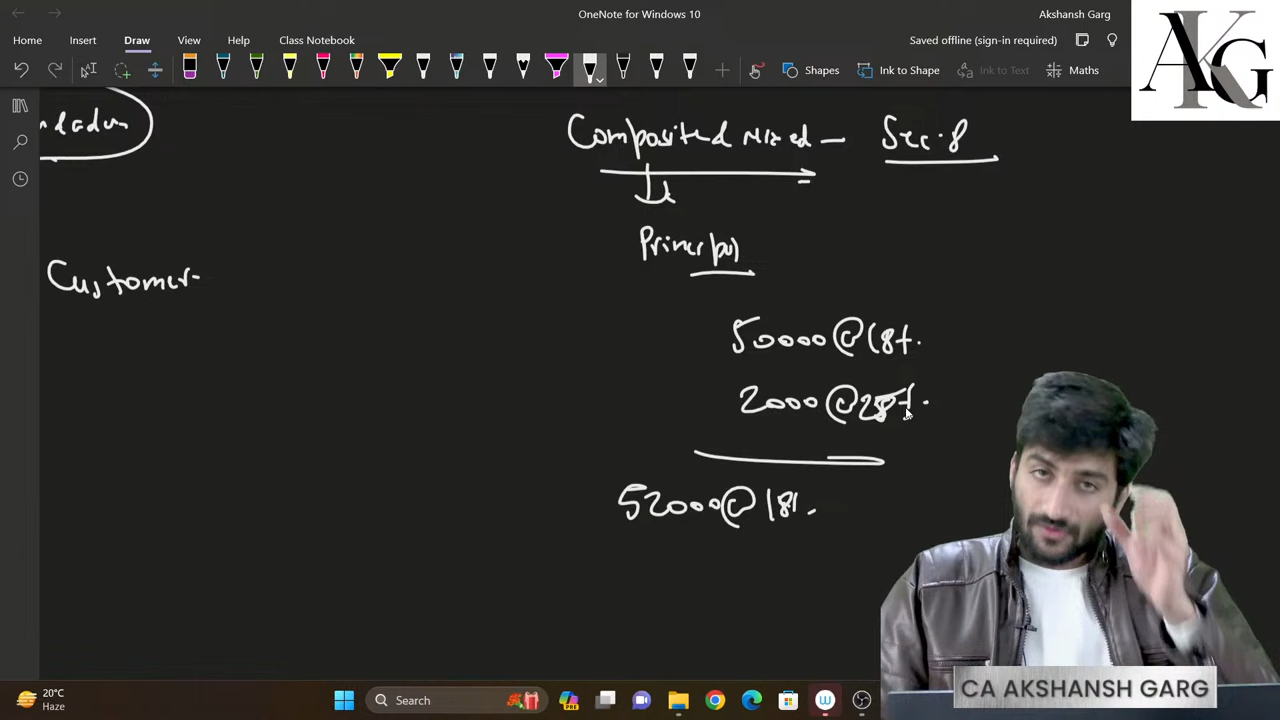 OneNote for Windows 10
Akshansh Garg
Home Insert Draw View Help Class Notebook
Saved offline (sign-in required)
Shapes Ink to Shape Ink to Text Maths
AKG
Composite & Mixed - Sec. 8
Principal
Customer
50000 @ 18%.
2000 @ 28%.
52000 @ 18%.
CA AKSHANSH GARG
20°C
Haze
Search
PRE